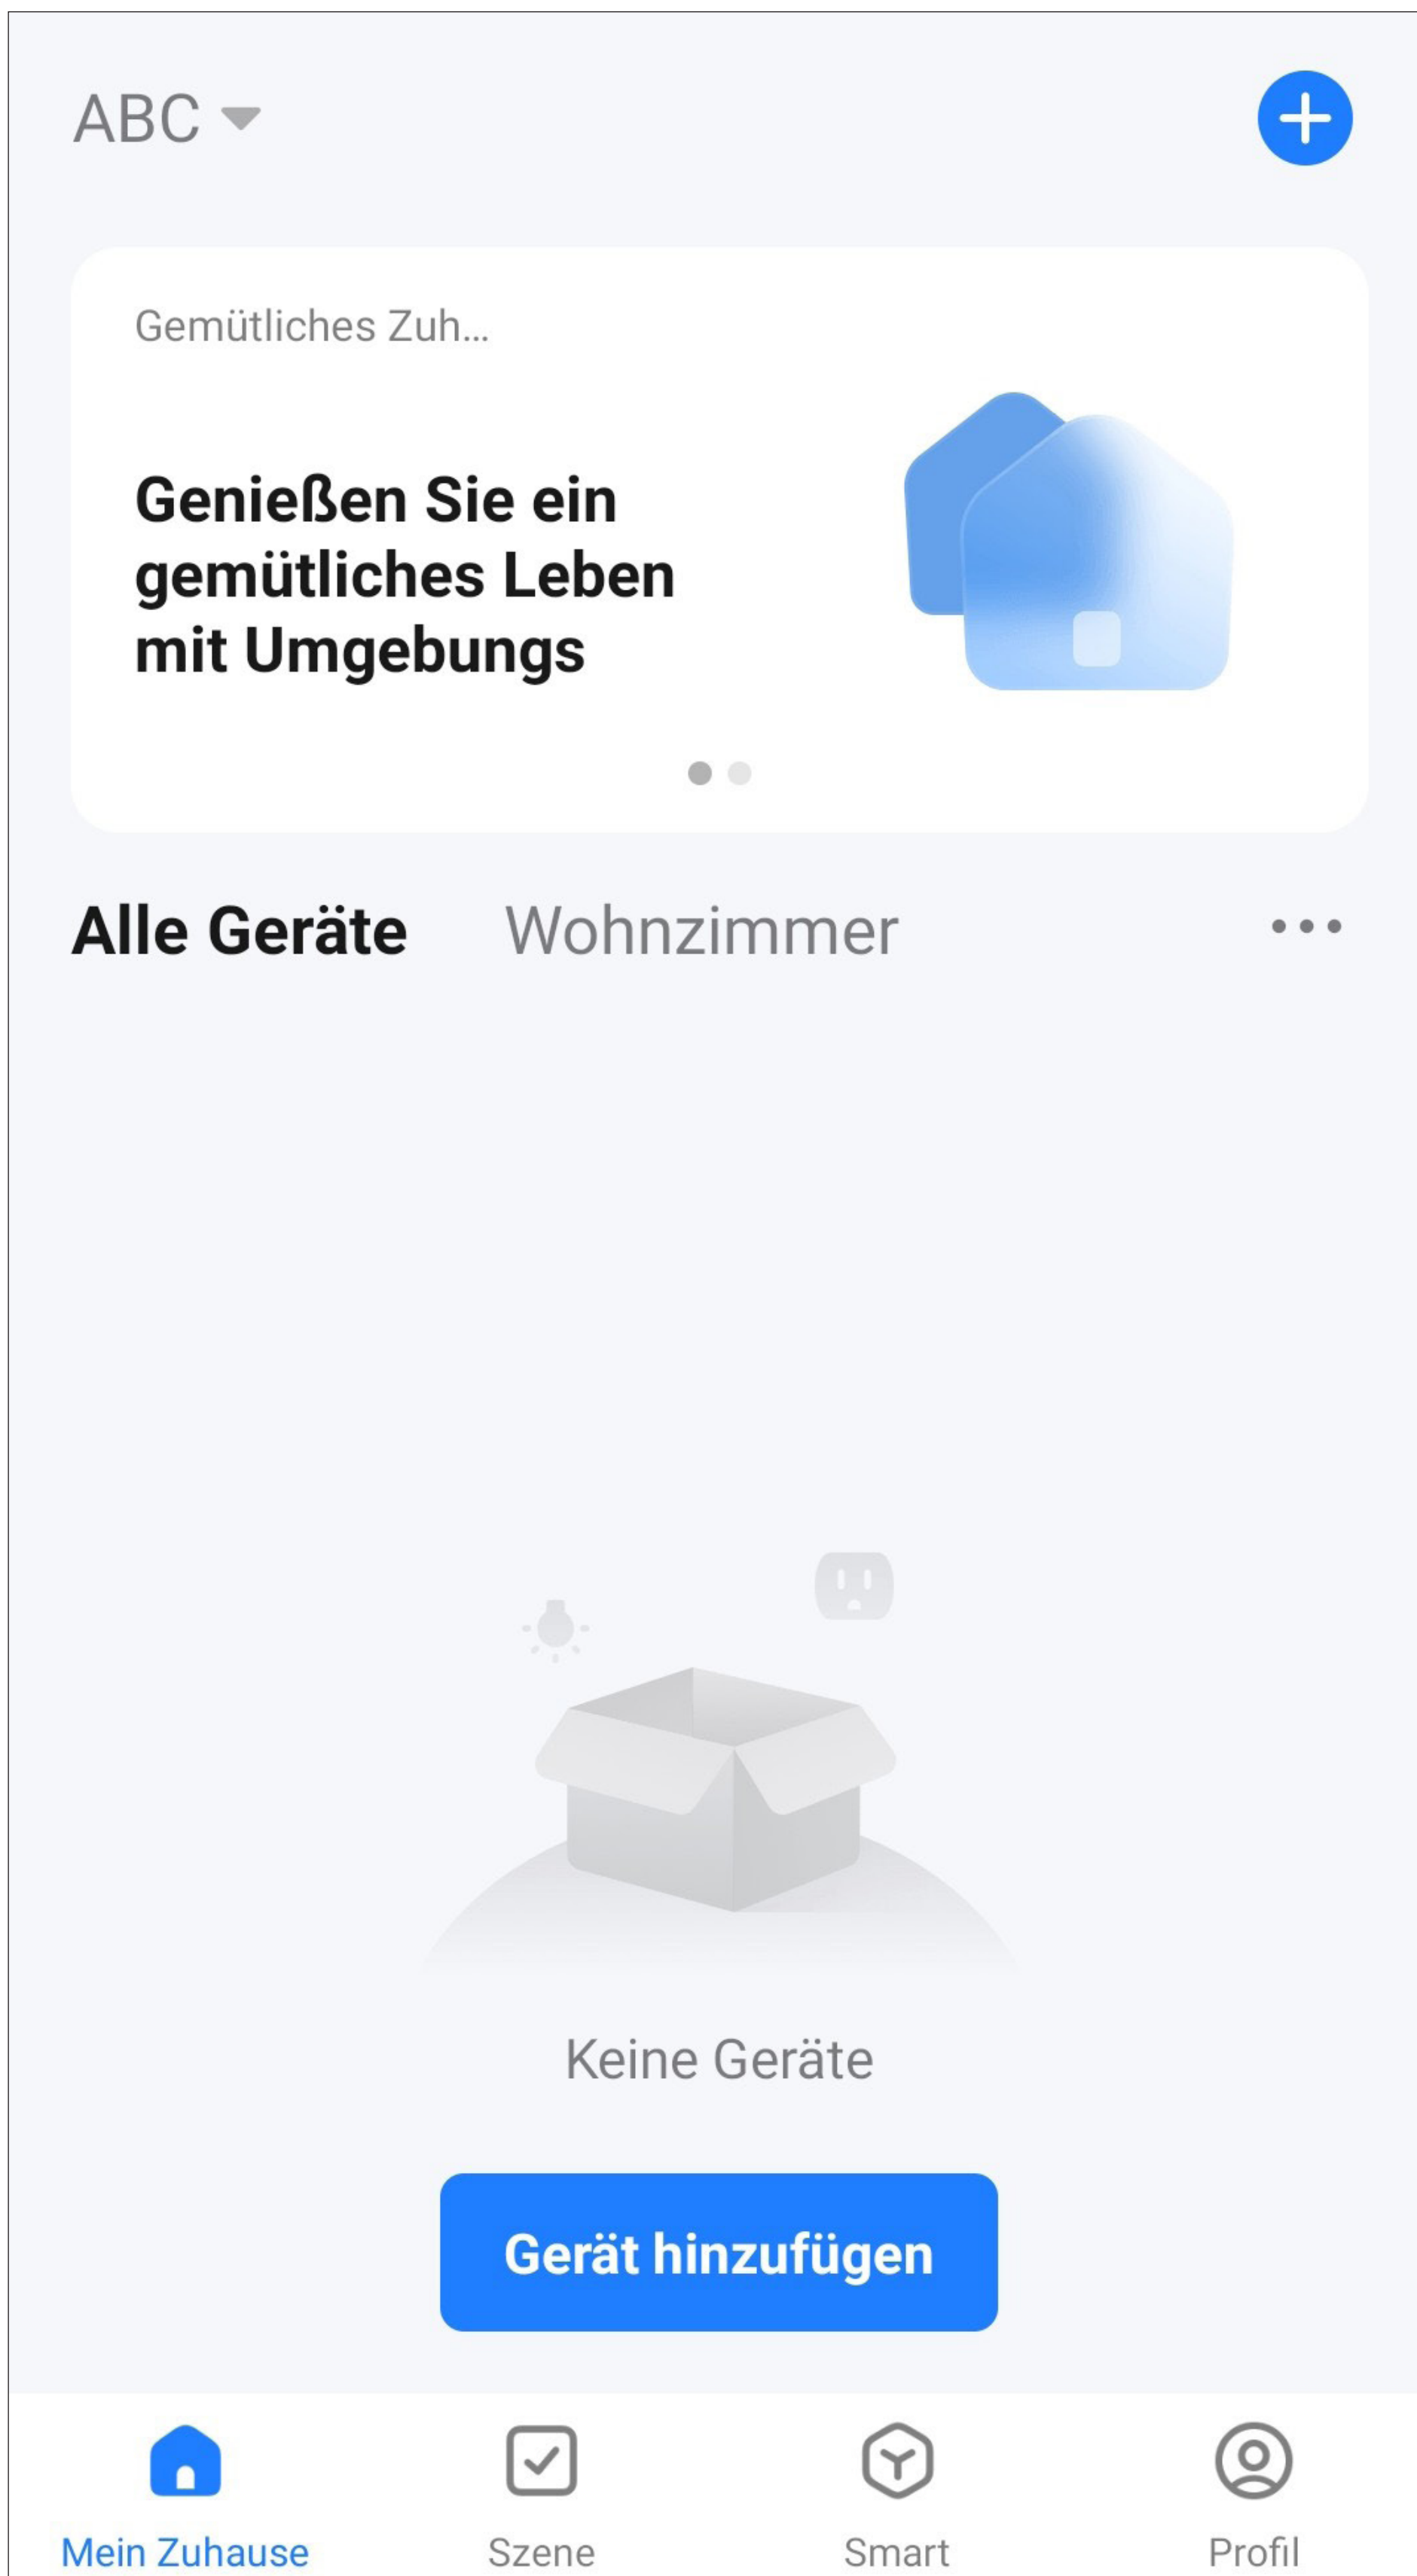 ABC
Gemütliches Zuh...
Genießen Sie ein
gemütliches Leben
mit Umgebungs
Alle Geräte
Wohnzimmer
Keine Geräte
Gerät hinzufügen
Mein Zuhause
Szene
Smart
Profil